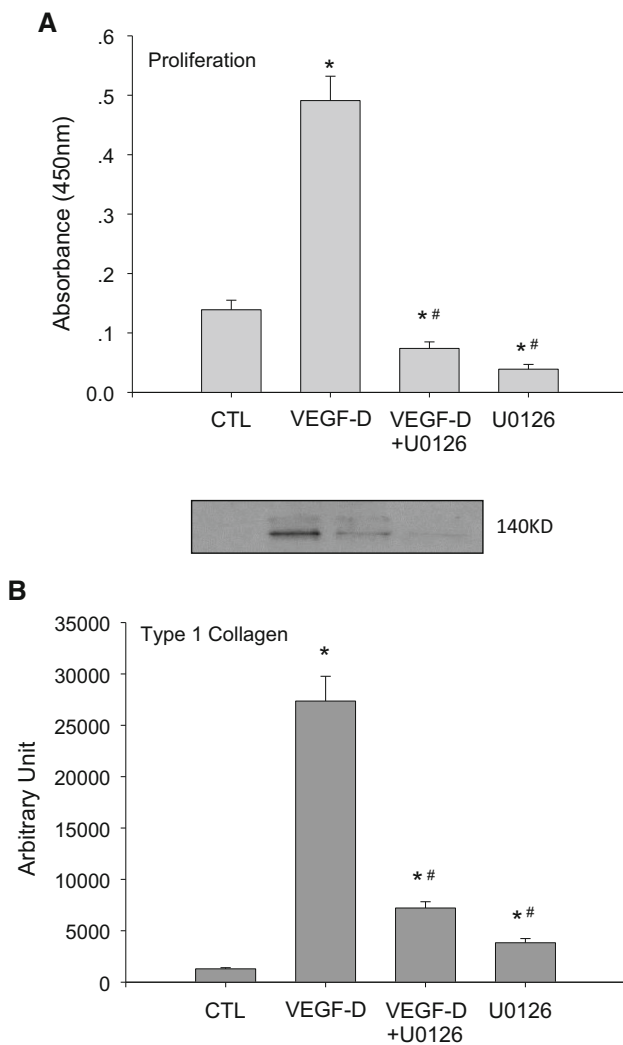 A
Proliferation
Absorbance (450nm)
.6
.5
.4
.3
.2
.1
0.0
*
* #
* #
CTL
VEGF-D
VEGF-D
+U0126
U0126
140KD
B
Type 1 Collagen
Arbitrary Unit
35000
30000
25000
20000
15000
10000
5000
0
*
* #
* #
CTL
VEGF-D
VEGF-D
+U0126
U0126